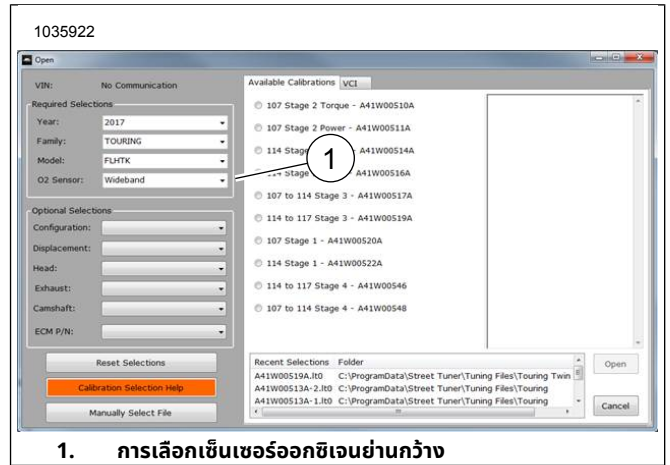 1035922
Open
VIN: No Communication
Required Selections
Year: 2017
Family: TOURING
Model: FLHTK
O2 Sensor: Wideband
Optional Selections
Configuration:
Displacement:
Head:
Exhaust:
Camshaft:
ECM P/N:
Reset Selections
Calibration Selection Help
Manually Select File
Available Calibrations VCI
107 Stage 2 Torque - A41W00510A
107 Stage 2 Power - A41W00511A
114 Stage A41W00514A
114 Stage A41W00516A
107 to 114 Stage 3 - A41W00517A
114 to 117 Stage 3 - A41W00519A
107 Stage 1 - A41W00520A
114 Stage 1 - A41W00522A
114 to 117 Stage 4 - A41W00546
107 to 114 Stage 4 - A41W00548
1
Recent Selections Folder
A41W00519A.lt0 C:\ProgramData\Street Tuner\Tuning Files\Touring Twin
A41W00513A-2.lt0 C:\ProgramData\Street Tuner\Tuning Files\Touring
A41W00513A-1.lt0 C:\ProgramData\Street Tuner\Tuning Files\Touring
Open
Cancel
1. การเลือกเซ็นเซอร์ออกซิเจนย่านกว้าง